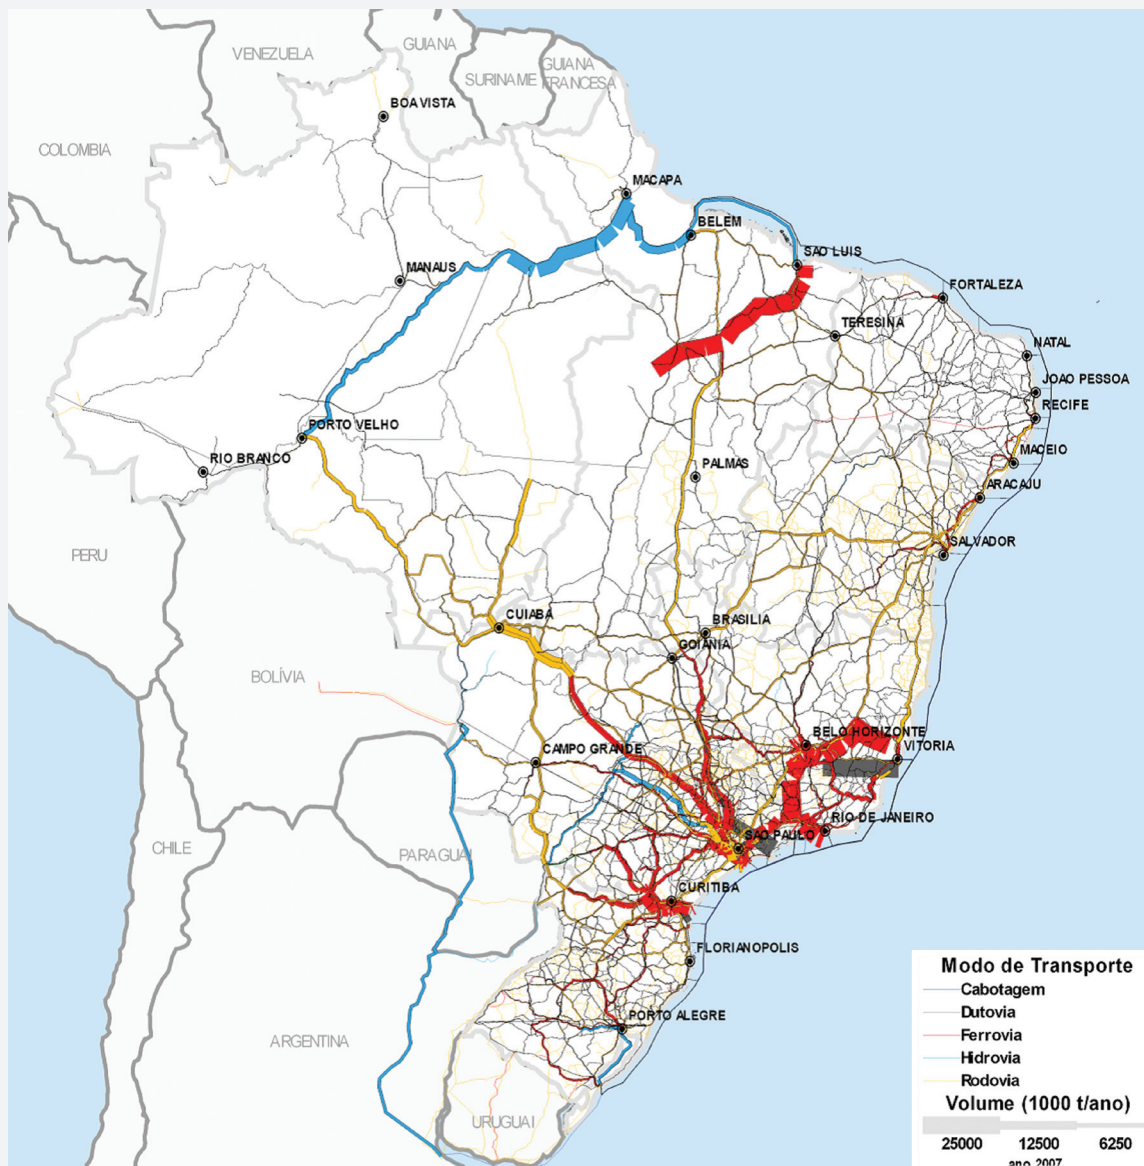 VENEZUELA
GUIANA
SURINAME
GUIANA
FRANCESA
COLOMBIA
BOA VISTA
MACAPA
BELEM
SAO LUIS
MANAUS
FORTALEZA
TERESINA
NATAL
JOAO PESSOA
RECIFE
PORTO VELHO
RIO BRANCO
PALMAS
MACEIO
ARACAJU
SALVADOR
PERU
CUIABA
BRASILIA
GOIANIA
BOLÍVIA
BELO HORIZONTE
VITORIA
CAMPO GRANDE
RIO DE JANEIRO
SAO PAULO
CHILE
PARAGUAI
CURITIBA
FLORIANOPOLIS
PORTO ALEGRE
ARGENTINA
URUGUAI
Modo de Transporte
Cabotagem
Dutovia
Ferrovia
Hidrovia
Rodovia
Volume (1000 t/ano)
25000 12500 6250
ano 2007